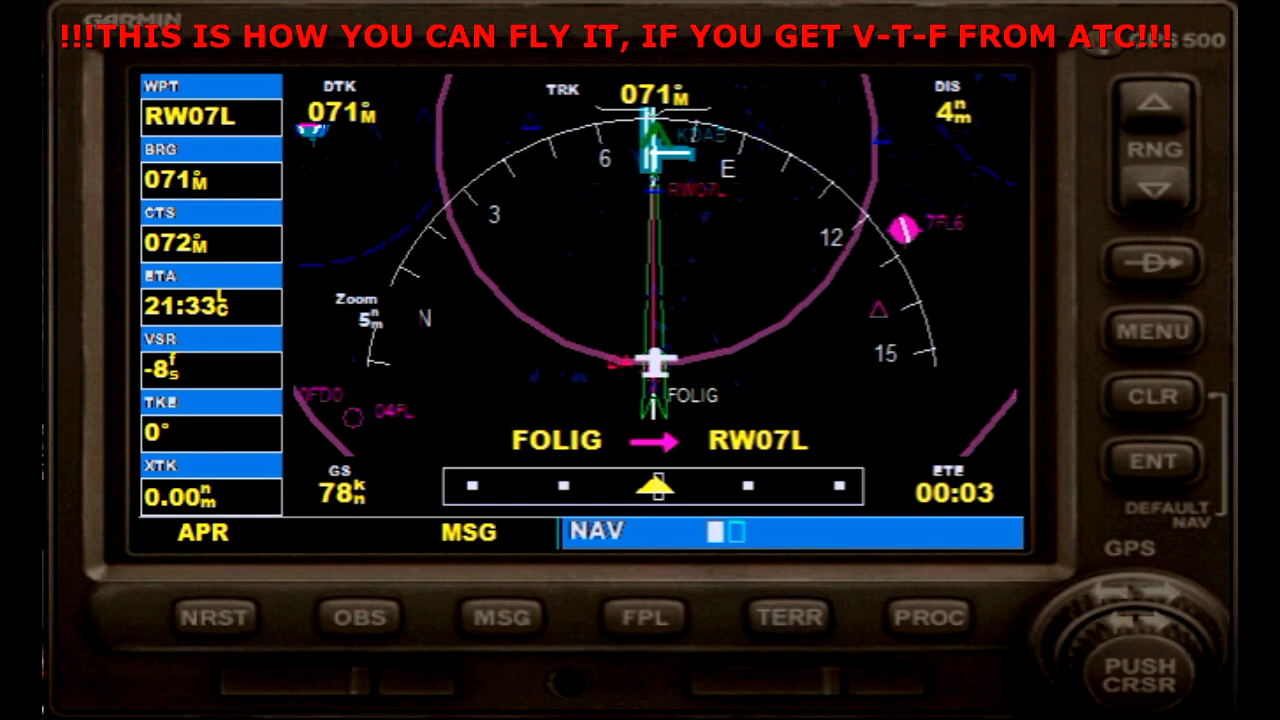 GARMIN
!!!THIS IS HOW YOU CAN FLY IT, IF YOU GET V-T-F FROM ATC!!!
500
WPT
RW07L
BRG
071°M
CTS
072°M
ETA
21:33LC
VSR
-8fs
TKE
0°
XTK
0.00nm
DTK
071°M
TRK
071°M
DIS
4nm
KDAB
6
E
RW07L
3
12
7FL6
Zoom
5nm
N
15
FOLIG
0FD0
04FL
FOLIG
RW07L
GS
78kn
ETE
00:03
APR
MSG
NAV
RNG
D
MENU
CLR
ENT
DEFAULT
NAV
GPS
NRST
OBS
MSG
FPL
TERR
PROC
PUSH
CRSR